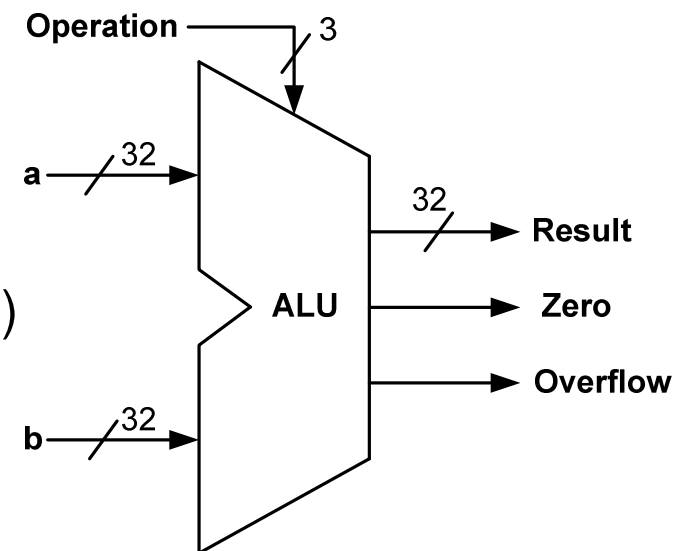 Operation
3
a
32
32
Result
)
ALU
Zero
Overflow
b
32